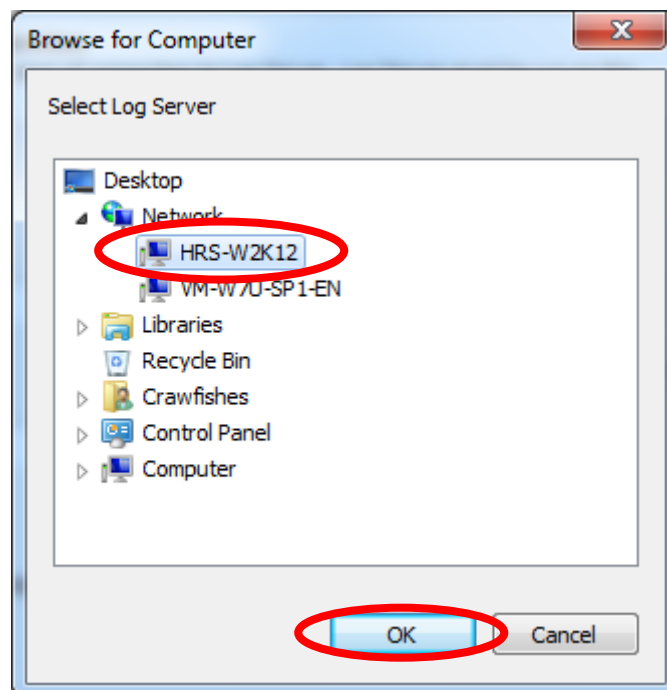 Browse for Computer
Select Log Server
Desktop
Network
HRS-W2K12
VM-W7U-SP1-EN
Libraries
Recycle Bin
Crawfishes
Control Panel
Computer
OK Cancel